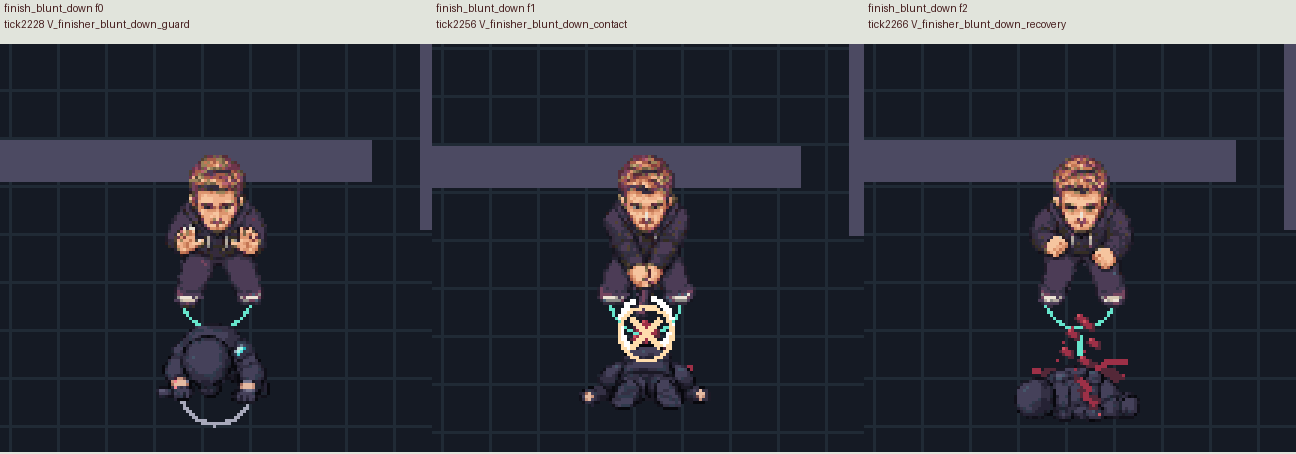 finish_blunt_down f0
tick2228 V_finisher_blunt_down_guard
finish_blunt_down f1
tick2256 V_finisher_blunt_down_contact
finish_blunt_down f2
tick2266 V_finisher_blunt_down_recovery